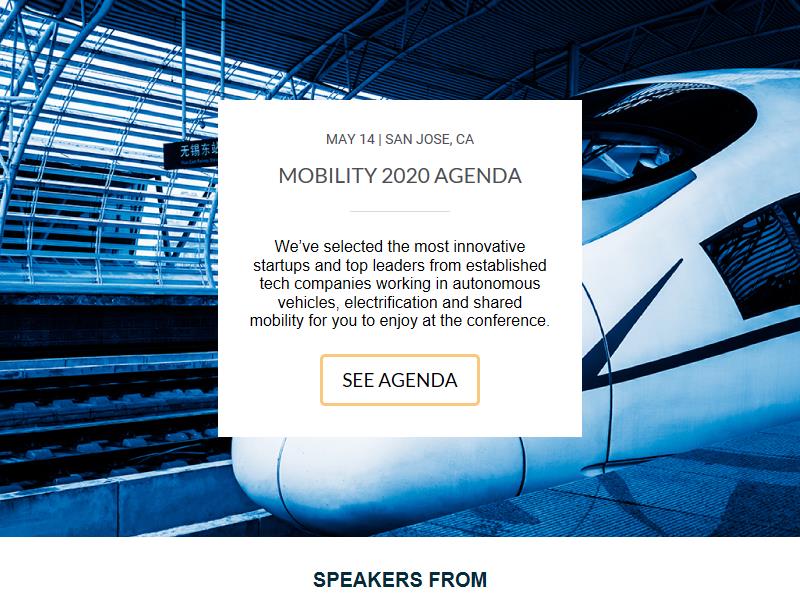 MAY 14 | SAN JOSE, CA
MOBILITY 2020 AGENDA
无锡东站
We’ve selected the most innovative
startups and top leaders from established
tech companies working in autonomous
vehicles, electrification and shared
mobility for you to enjoy at the conference.
SEE AGENDA
SPEAKERS FROM